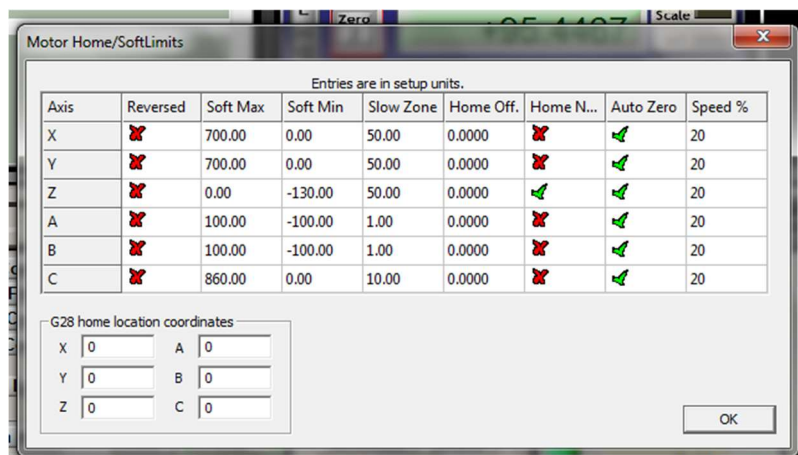 Zero
+95.4487
Scale
Motor Home/SoftLimits
X
Entries are in setup units.
Axis Reversed Soft Max Soft Min Slow Zone Home Off. Home N... Auto Zero Speed %
X 700.00 0.00 50.00 0.0000 20
Y 700.00 0.00 50.00 0.0000 20
Z 0.00 -130.00 50.00 0.0000 20
A 100.00 -100.00 1.00 0.0000 20
B 100.00 -100.00 1.00 0.0000 20
C 860.00 0.00 10.00 0.0000 20
G28 home location coordinates
X 0 A 0
Y 0 B 0
Z 0 C 0
OK